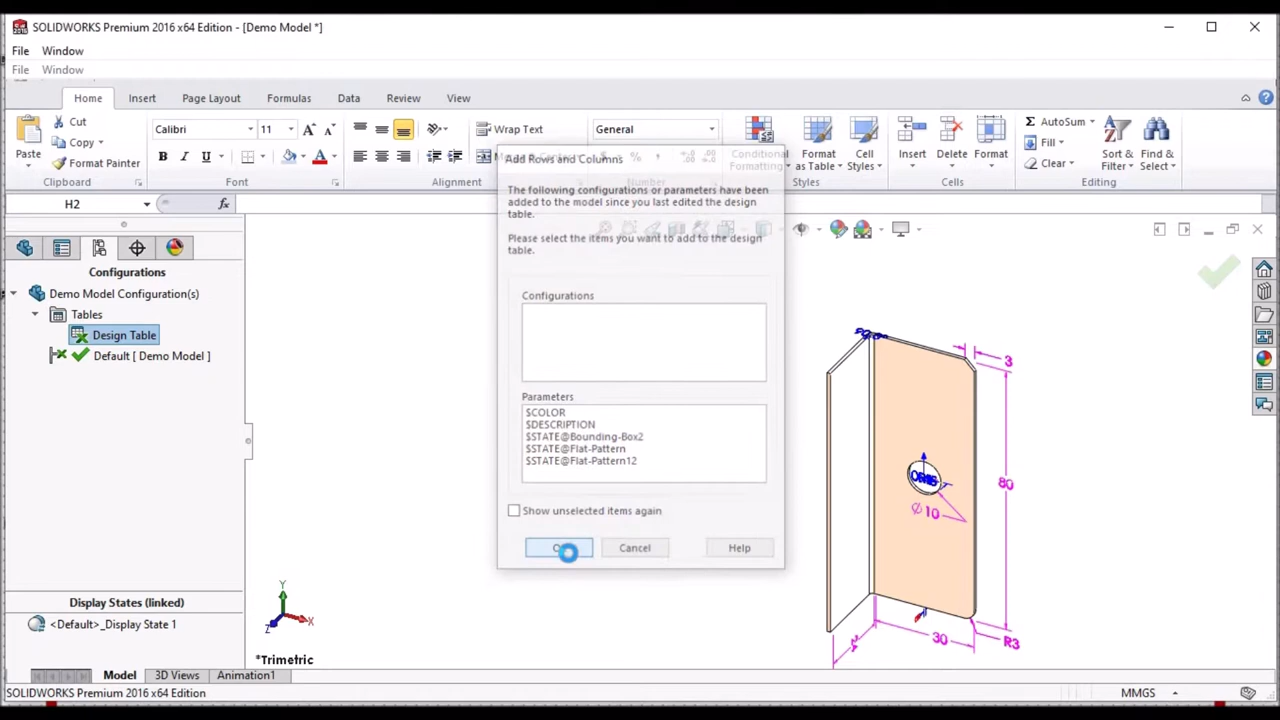 SOLIDWORKS Premium 2016 x64 Edition - [Demo Model *]
File Window
File Window
Home Insert Page Layout Formulas Data Review View
Paste
Cut
Copy
Format Painter
Clipboard
Calibri 11
B I U
Font
Wrap Text
Alignment
General
Number
Conditional Formatting
Format as Table
Cell Styles
Styles
Insert
Delete
Format
Cells
AutoSum
Fill
Clear
Sort & Filter
Find & Select
Editing
H2
fx
Configurations
Demo Model Configuration(s)
Tables
Design Table
Default [ Demo Model ]
Display States (linked)
<Default>_Display State 1
Add Rows and Columns
The following configurations or parameters have been
added to the model since you last edited the design
table.
Please select the items you want to add to the design
table.
Configurations
Parameters
$COLOR
$DESCRIPTION
$STATE@Bounding-Box2
$STATE@Flat-Pattern
$STATE@Flat-Pattern12
Show unselected items again
Cancel
Help
3
80
Ø10
30
R3
Y
X
Z
*Trimetric
Model 3D Views Animation1
SOLIDWORKS Premium 2016 x64 Edition
MMGS